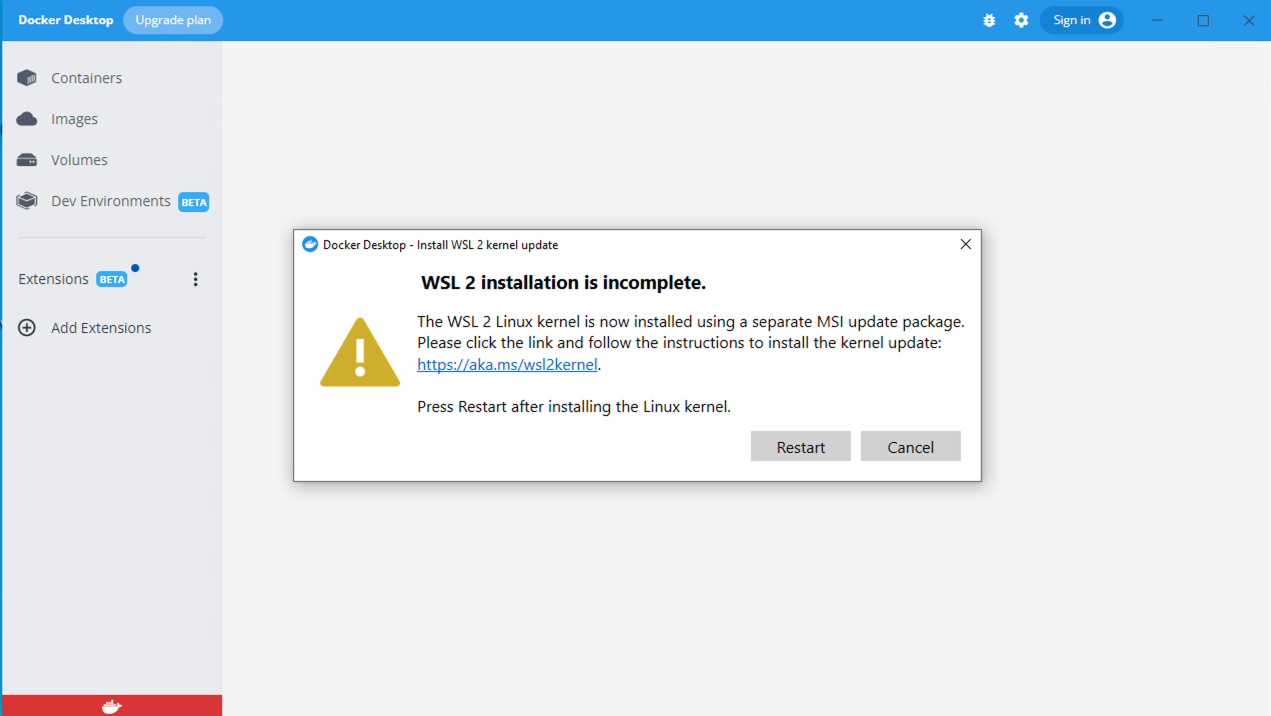 Docker Desktop
Upgrade plan
Sign in
Containers
Images
Volumes
Dev Environments BETA
Extensions BETA
Add Extensions
Docker Desktop - Install WSL 2 kernel update
WSL 2 installation is incomplete.
The WSL 2 Linux kernel is now installed using a separate MSI update package.
Please click the link and follow the instructions to install the kernel update:
https://aka.ms/wsl2kernel.
Press Restart after installing the Linux kernel.
Restart
Cancel